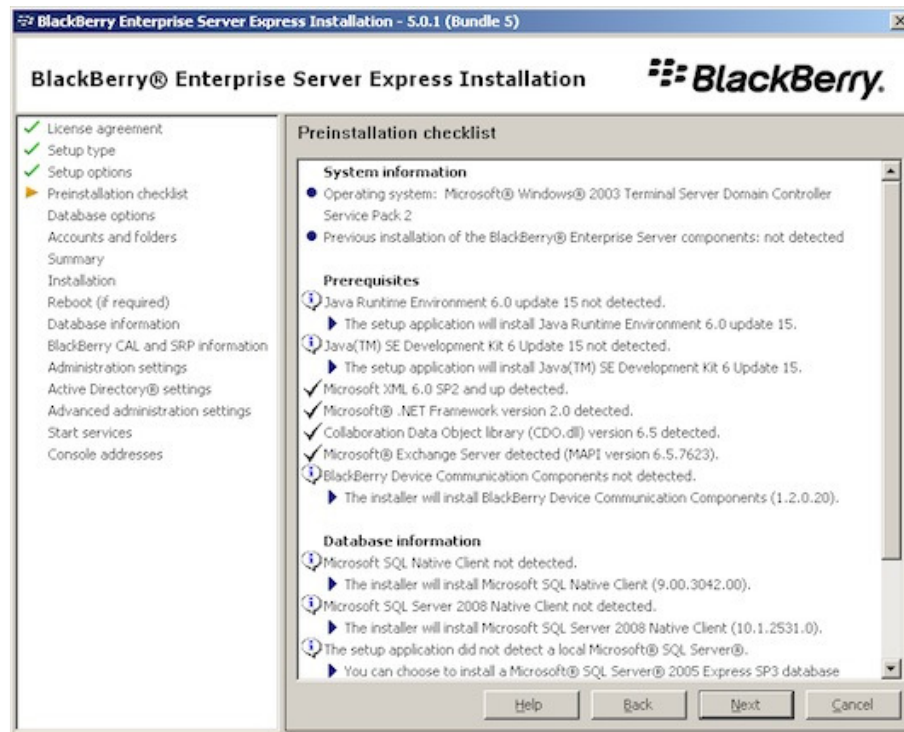 BlackBerry Enterprise Server Express Installation - 5.0.1 (Bundle 5)
BlackBerry® Enterprise Server Express Installation
BlackBerry.
License agreement
Setup type
Setup options
Preinstallation checklist
Database options
Accounts and folders
Summary
Installation
Reboot (if required)
Database information
BlackBerry CAL and SRP information
Administration settings
Active Directory® settings
Advanced administration settings
Start services
Console addresses
Preinstallation checklist
System information
Operating system: Microsoft® Windows® 2003 Terminal Server Domain Controller
Service Pack 2
Previous installation of the BlackBerry® Enterprise Server components: not detected
Prerequisites
Java Runtime Environment 6.0 update 15 not detected.
The setup application will install Java Runtime Environment 6.0 update 15.
Java(TM) SE Development Kit 6 Update 15 not detected.
The setup application will install Java(TM) SE Development Kit 6 Update 15.
Microsoft XML 6.0 SP2 and up detected.
Microsoft® .NET Framework version 2.0 detected.
Collaboration Data Object library (CDO.dll) version 6.5 detected.
Microsoft® Exchange Server detected (MAPI version 6.5.7623).
BlackBerry Device Communication Components not detected.
The installer will install BlackBerry Device Communication Components (1.2.0.20).
Database information
Microsoft SQL Native Client not detected.
The installer will install Microsoft SQL Native Client (9.00.3042.00).
Microsoft SQL Server 2008 Native Client not detected.
The installer will install Microsoft SQL Server 2008 Native Client (10.1.2531.0).
The setup application did not detect a local Microsoft® SQL Server®.
You can choose to install a Microsoft® SQL Server® 2005 Express SP3 database
Help
Back
Next
Cancel